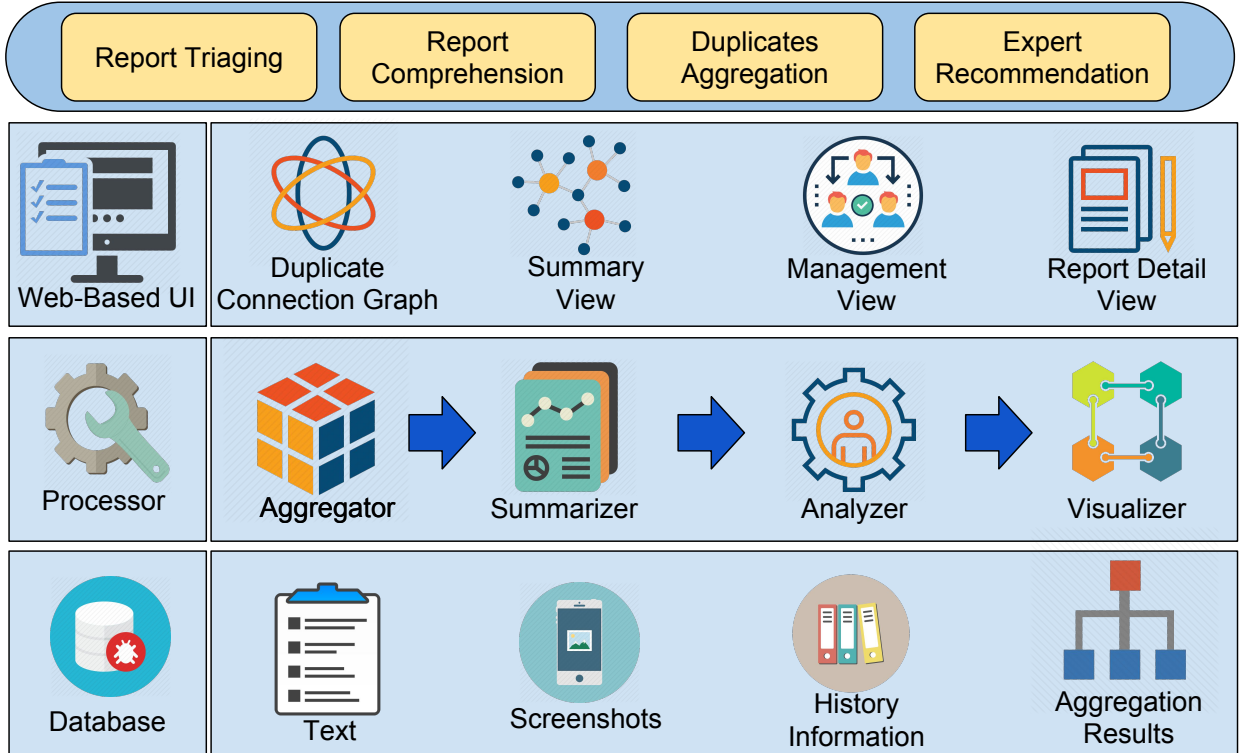 Report Triaging
Report
Comprehension
Duplicates
Aggregation
Expert
Recommendation
Web-Based UI
Duplicate
Connection Graph
Summary
View
Management
View
Report Detail
View
Processor
Aggregator
Summarizer
Analyzer
Visualizer
Database
Text
Screenshots
History
Information
Aggregation
Results